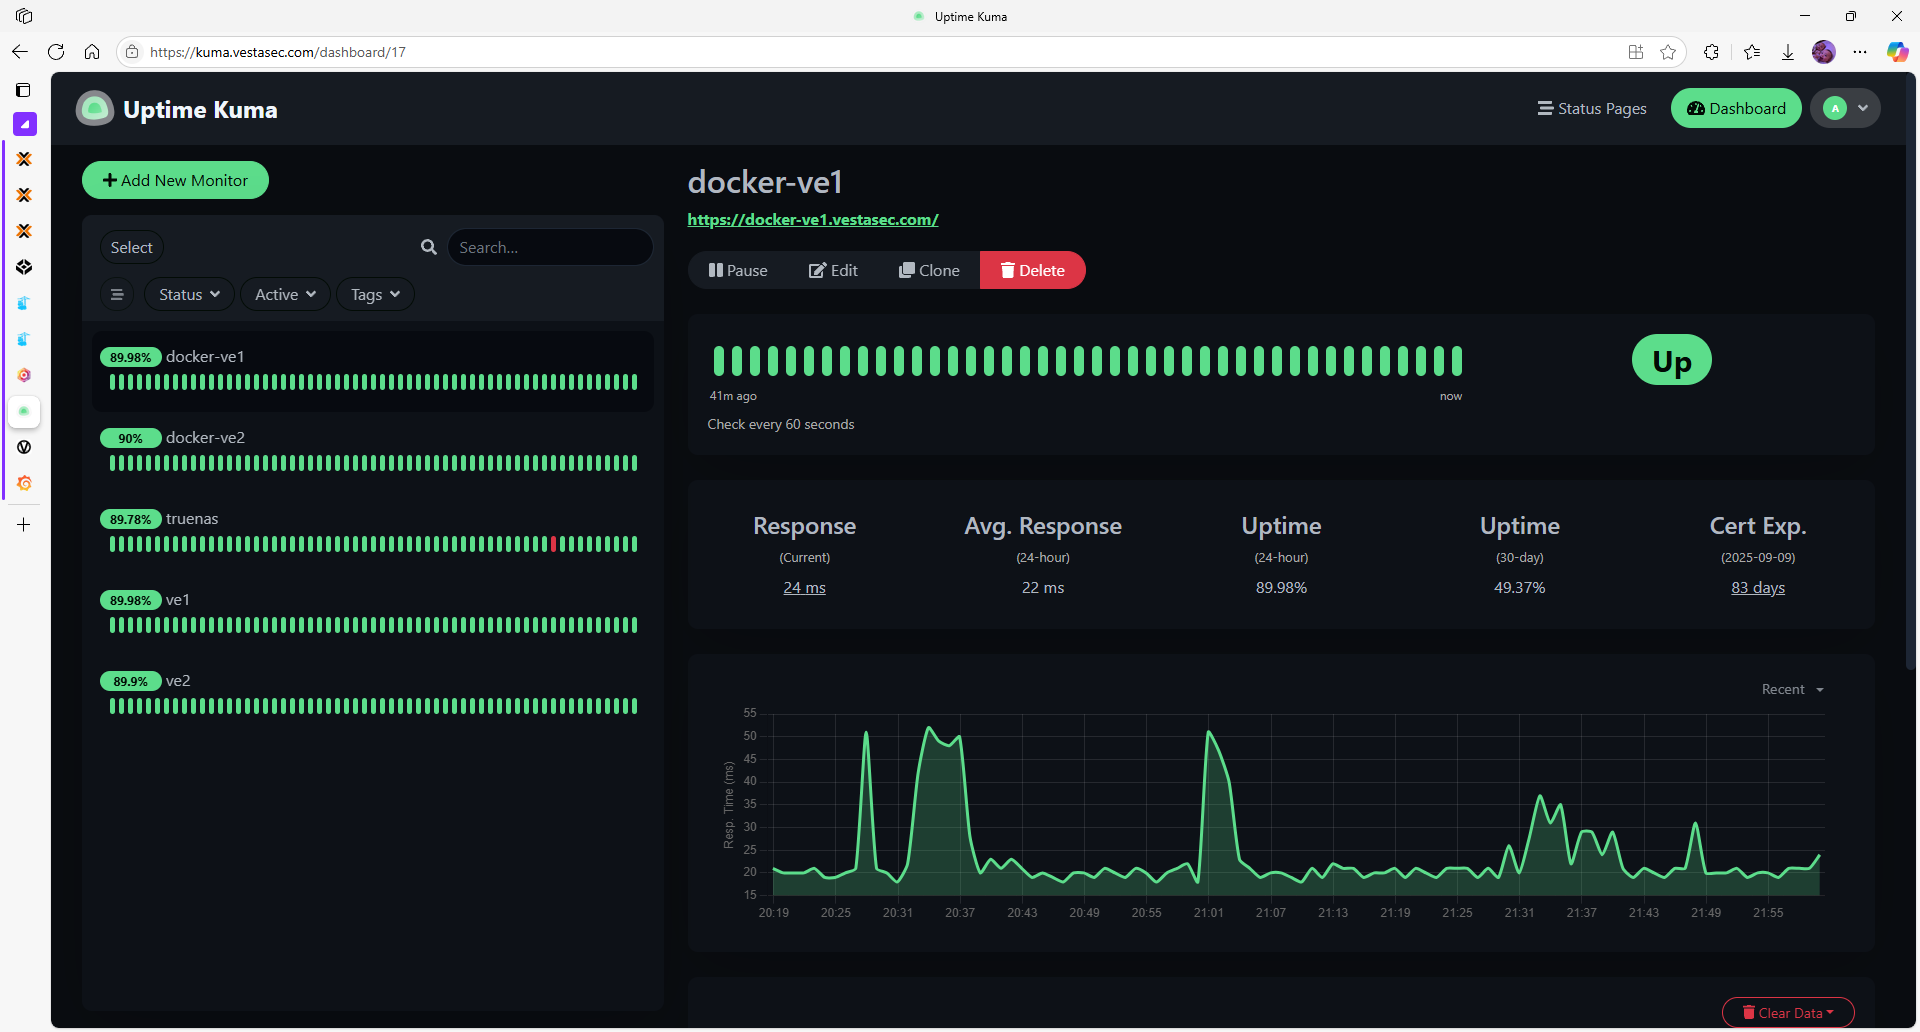 Uptime Kuma
https://kuma.vestasec.com/dashboard/17
Uptime Kuma
Status Pages
Dashboard
A
Add New Monitor
Select
Search...
Status
Active
Tags
89.98% docker-ve1
90% docker-ve2
89.78% truenas
89.98% ve1
89.9% ve2
docker-ve1
https://docker-ve1.vestasec.com/
Pause
Edit
Clone
Delete
41m ago
now
Check every 60 seconds
Up
Response
(Current)
24 ms
Avg. Response
(24-hour)
22 ms
Uptime
(24-hour)
89.98%
Uptime
(30-day)
49.37%
Cert Exp.
(2025-09-09)
83 days
Recent
Resp. Time (ms)
55
50
45
40
35
30
25
20
15
20:19 20:25 20:31 20:37 20:43 20:49 20:55 21:01 21:07 21:13 21:19 21:25 21:31 21:37 21:43 21:49 21:55
Clear Data